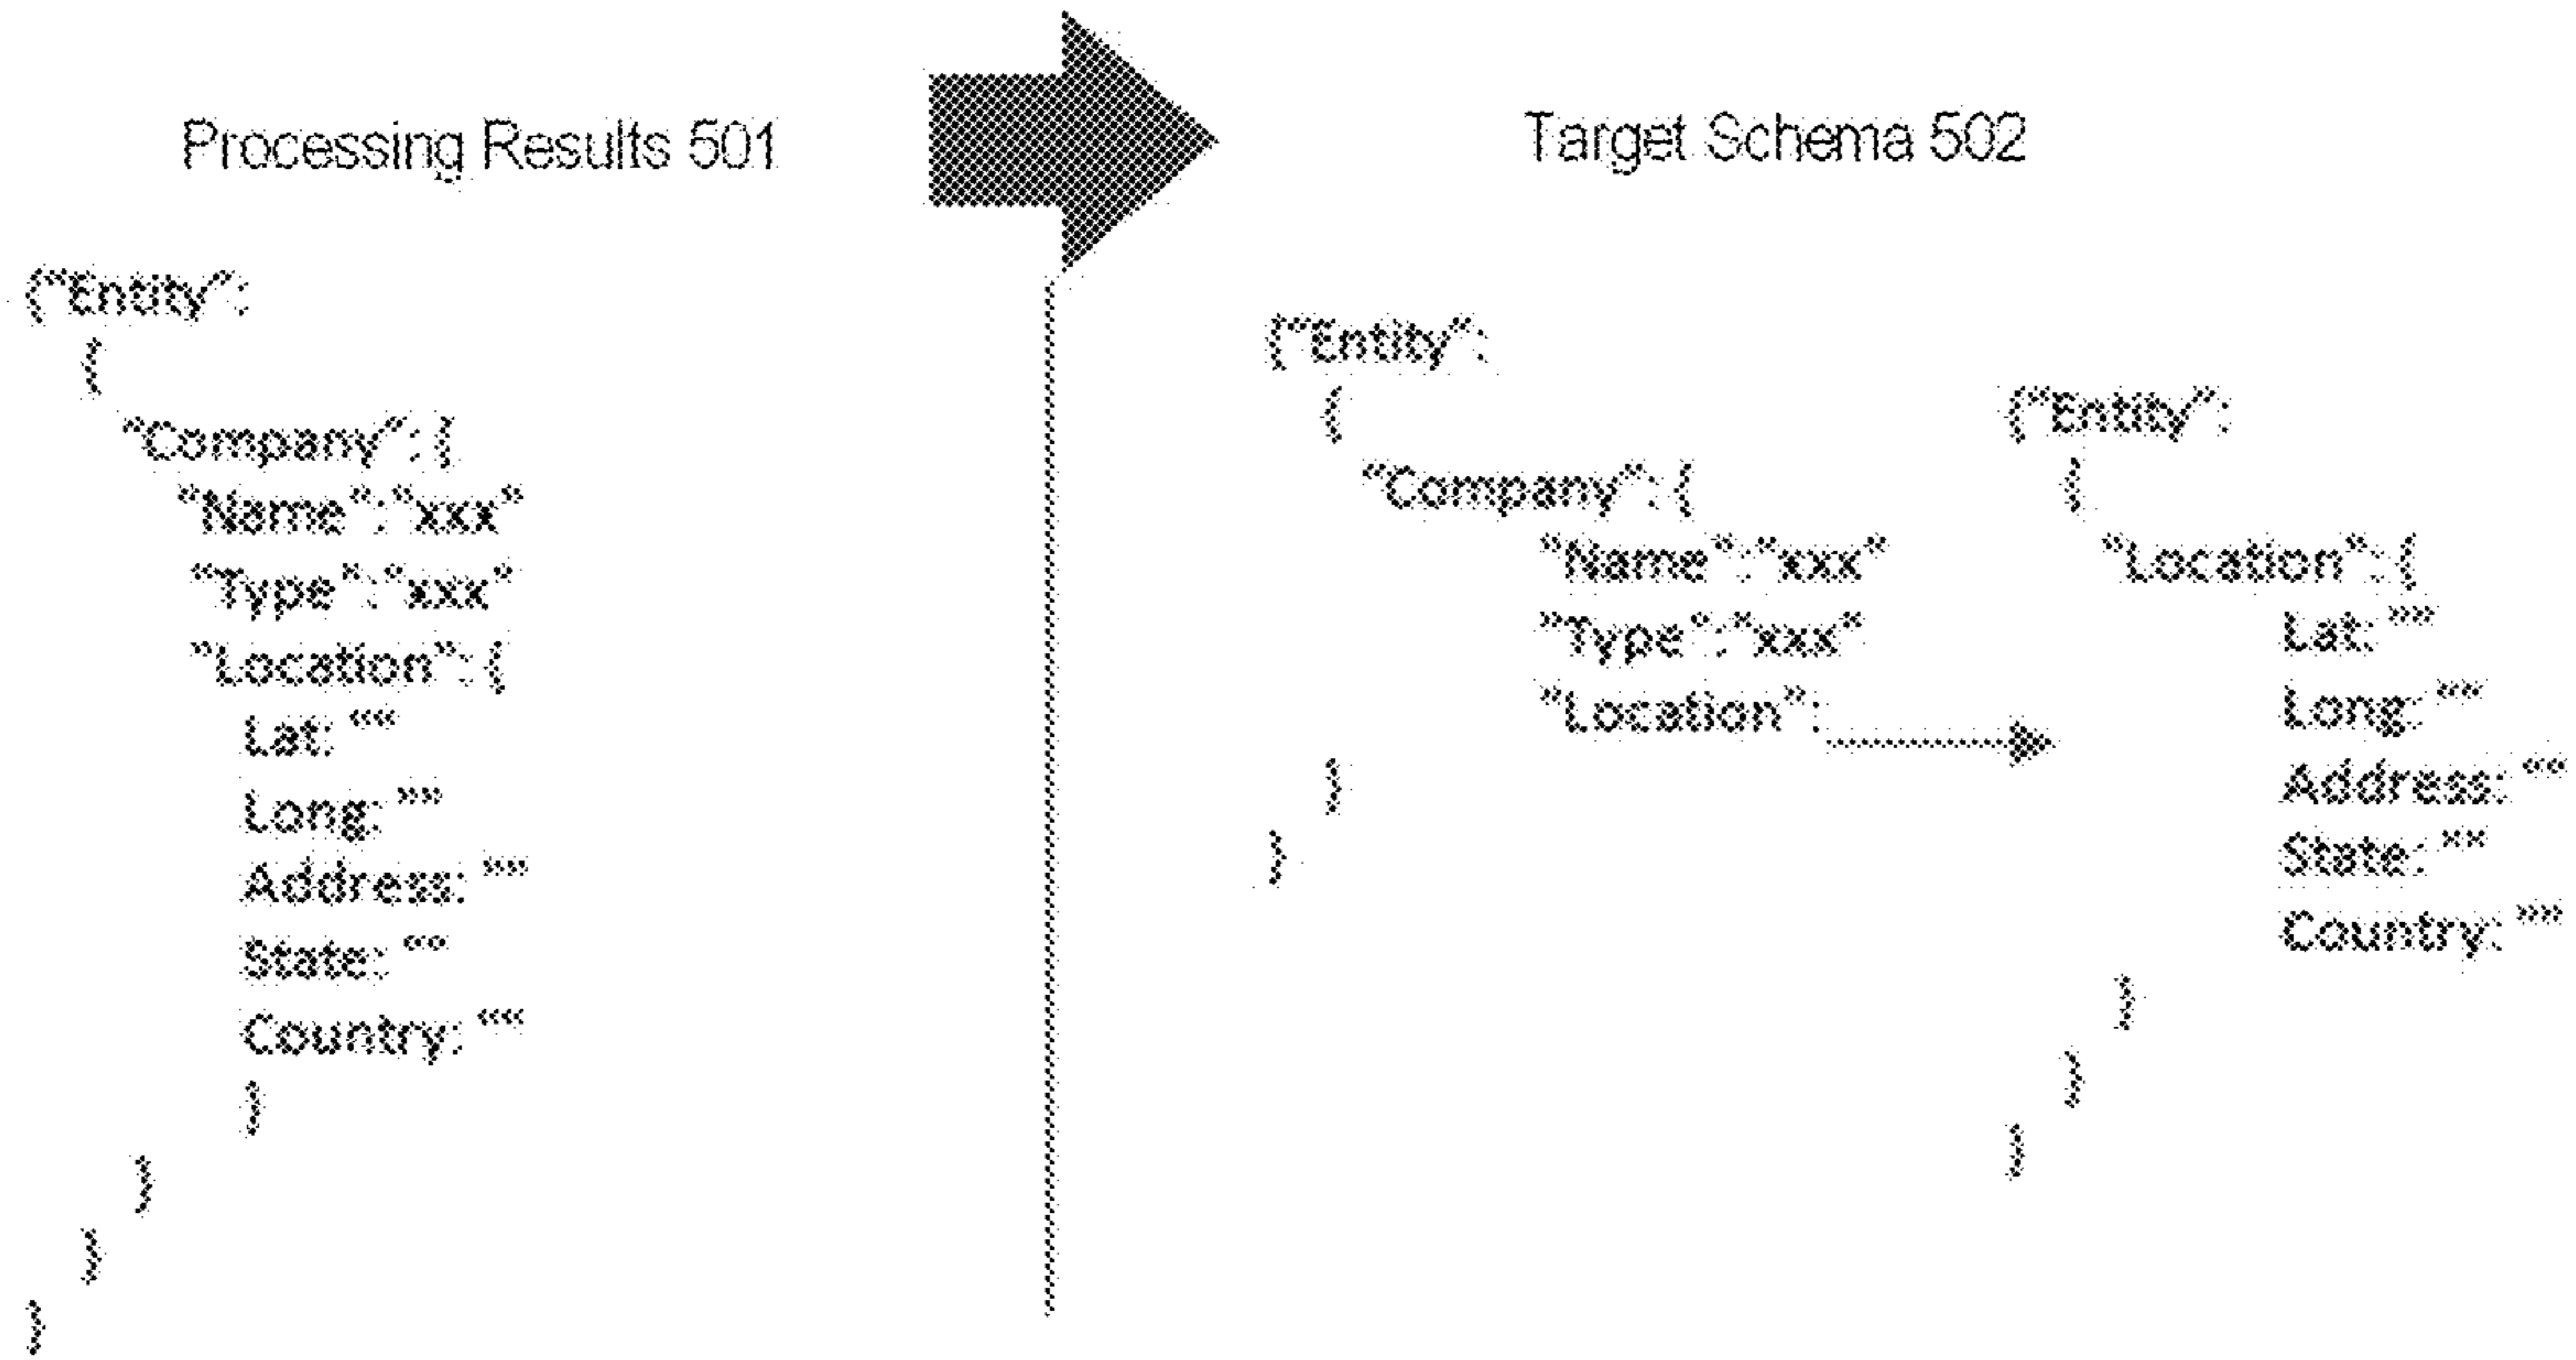 Processing Results 501
{“Entity”:
{
“Company”: {
“Name”:“xxx”
“Type”:“xxx”
“Location”: {
Lat: ““
Long: ””
Address: ””
State: ““
Country: ““
}
}
}
}
Target Schema 502
{“Entity”:
{
“Company”: {
“Name”:“xxx”
“Type”:“xxx”
“Location”:
}
}
{“Entity”:
{
“Location”: {
Lat: ””
Long: ””
Address: ““
State: ””
Country: ””
}
}
}